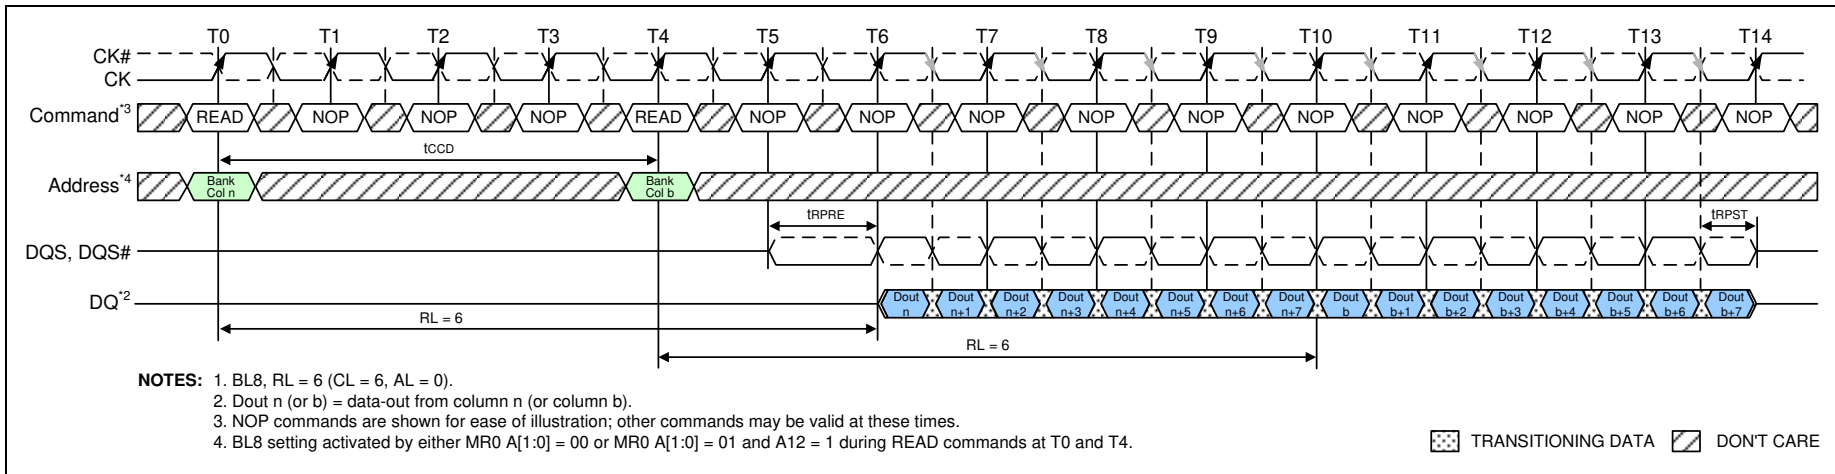 T0 T1 T2 T3 T4 T5 T6 T7 T8 T9 T10 T11 T12 T13 T14
CK#
CK
Command*3 READ NOP NOP NOP READ NOP NOP NOP NOP NOP NOP NOP NOP NOP NOP
tCCD
Address*4 Bank Col n Bank Col b
tRPRE tRPST
DQS, DQS#
DQ*2 Dout n Dout n+1 Dout n+2 Dout n+3 Dout n+4 Dout n+5 Dout n+6 Dout n+7 Dout b Dout b+1 Dout b+2 Dout b+3 Dout b+4 Dout b+5 Dout b+6 Dout b+7
RL = 6
RL = 6
NOTES: 1. BL8, RL = 6 (CL = 6, AL = 0).
2. Dout n (or b) = data-out from column n (or column b).
3. NOP commands are shown for ease of illustration; other commands may be valid at these times.
4. BL8 setting activated by either MR0 A[1:0] = 00 or MR0 A[1:0] = 01 and A12 = 1 during READ commands at T0 and T4.
TRANSITIONING DATA DON'T CARE